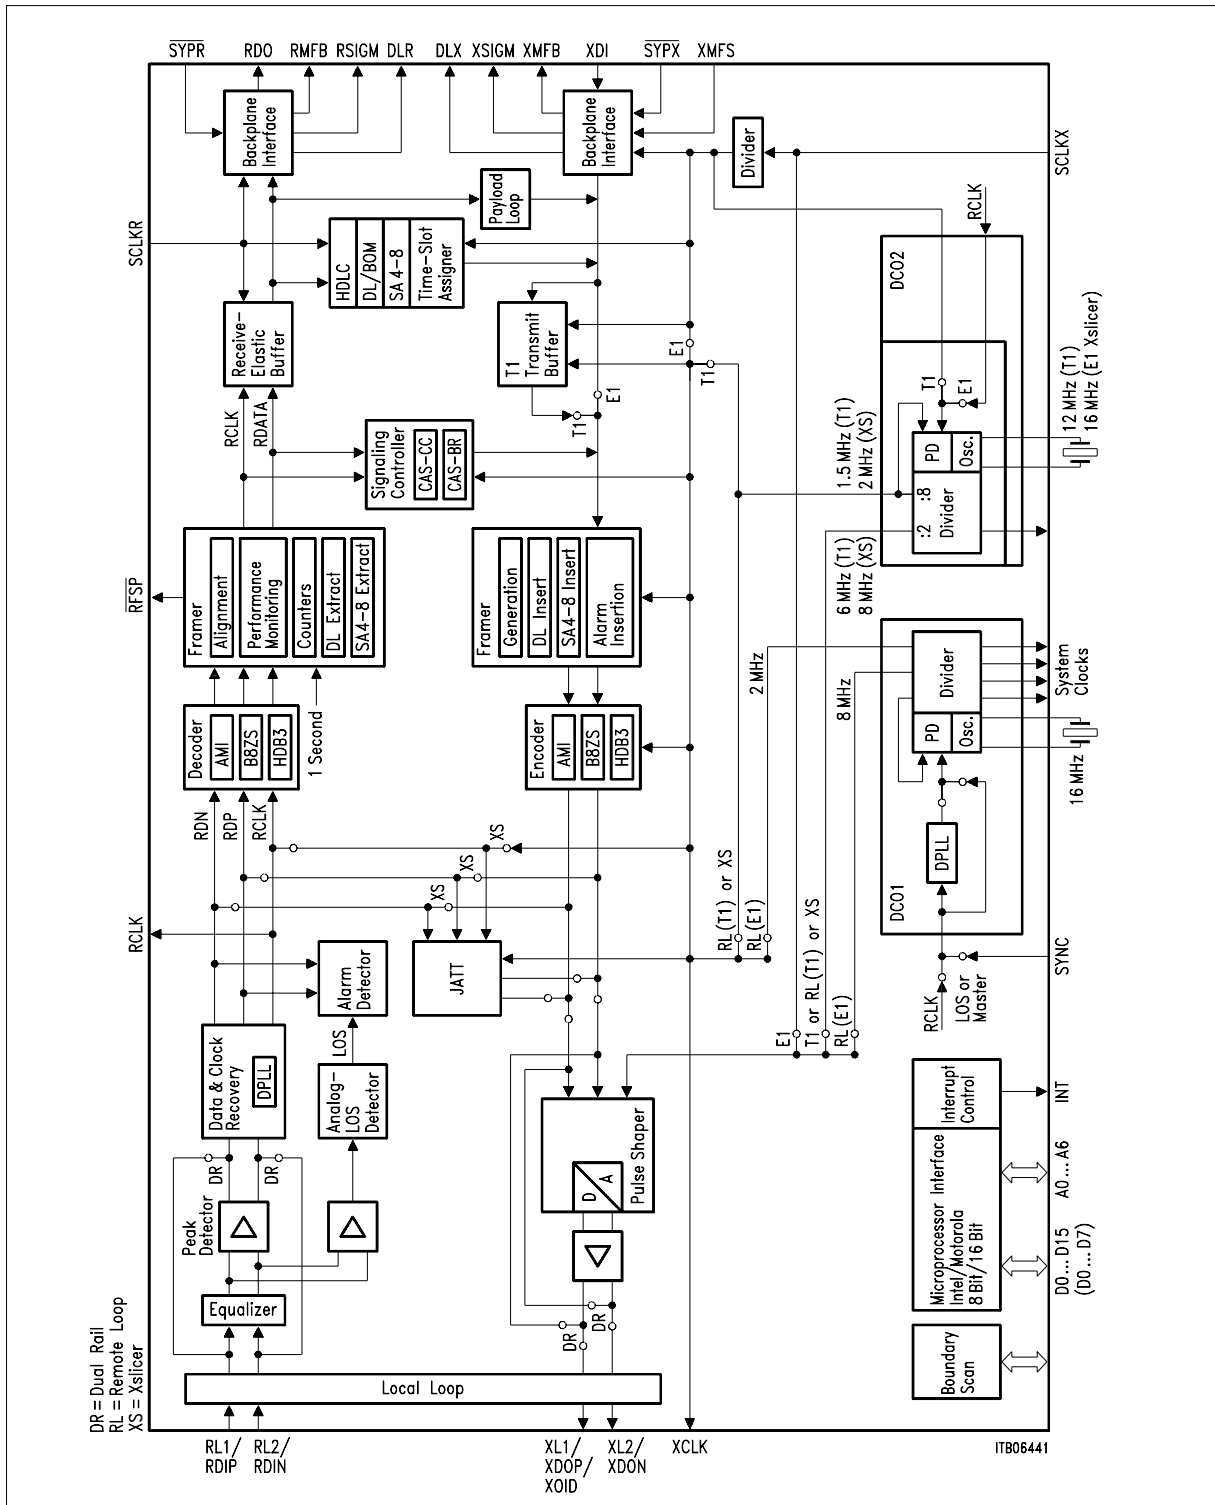 SYPR
RDO
RMFB
RSIGM
DLR
DLX
XSIGM
XMFB
XDI
SYPX
XMFS
Backplane
Interface
Backplane
Interface
Divider
SCLKX
Payload
Loop
RCLK
SCLKR
HDLC
DL/BOM
SA 4-8
Time-Slot
Assigner
DCO2
Receive-
Elastic
Buffer
T1
Transmit
Buffer
E1
T1
E1
T1
T1
E1
12 MHz (T1)
16 MHz (E1 Xslicer)
RCLK
RDATA
Signaling
Controller
CAS-CC
CAS-BR
1.5 MHz (T1)
2 MHz (XS)
PD
Osc.
:8
:2
Divider
6 MHz (T1)
8 MHz (XS)
RFSP
Framer
Alignment
Performance
Monitoring
Counters
DL Extract
SA4-8 Extract
Framer
Generation
DL Insert
SA4-8 Insert
Alarm
Insertion
2 MHz
8 MHz
Divider
PD
Osc.
System
Clocks
16 MHz
Decoder
AMI
B8ZS
HDB3
1 Second
Encoder
AMI
B8ZS
HDB3
RDN
RDP
RCLK
XS
XS
XS
DPLL
DCO1
RCLK
JATT
RL (T1) or XS
RL (E1)
SYNC
Alarm
Detector
LOS
RCLK
LOS or
Master
E1
T1 or RL (T1) or XS
RL (E1)
Data & Clock
Recovery
DPLL
Analog-
LOS
Detector
Interrupt
Control
INT
DR
DR
Peak
Detector
D
A
Pulse Shaper
Microprocessor Interface
Intel/Motorola
8 Bit/16 Bit
A0 ... A6
D0 ... D15
(D0 ... D7)
Equalizer
DR
DR
Boundary
Scan
DR = Dual Rail
RL = Remote Loop
XS = Xslicer
Local Loop
RL1/
RDIP
RL2/
RDIN
XL1/
XDOP/
XOID
XL2/
XDON
XCLK
ITB06441